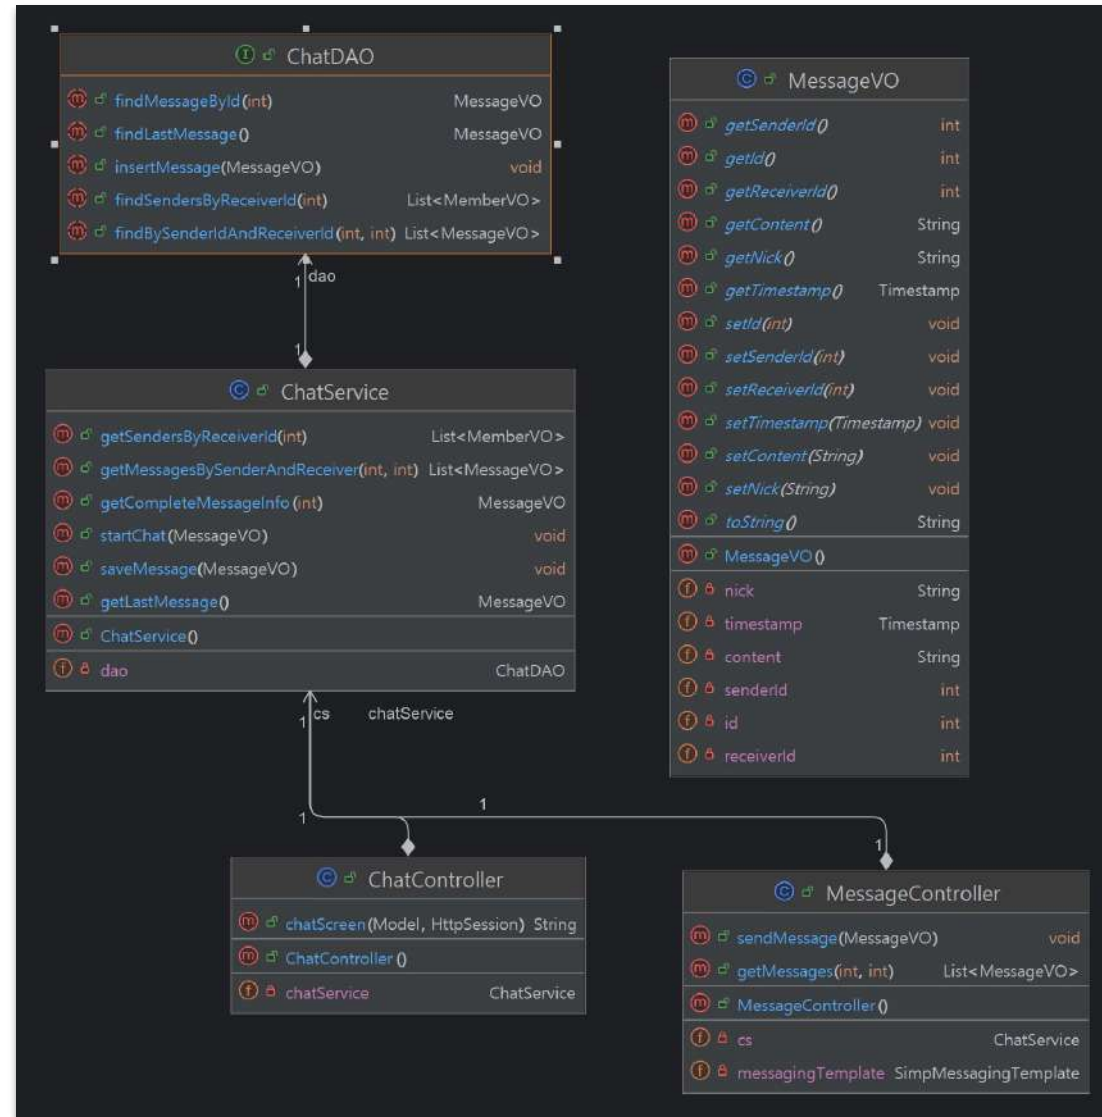 ChatDAO
findMessageById(int) MessageVO
findLastMessage() MessageVO
insertMessage(MessageVO) void
findSendersByReceiverId(int) List<MemberVO>
findBySenderIdAndReceiverId(int, int) List<MessageVO>
1 dao
1
ChatService
getSendersByReceiverId(int) List<MemberVO>
getMessagesBySenderAndReceiver(int, int) List<MessageVO>
getCompleteMessageInfo(int) MessageVO
startChat(MessageVO) void
saveMessage(MessageVO) void
getLastMessage() MessageVO
ChatService()
dao ChatDAO
1 cs chatService
1
1
1
ChatController
chatScreen(Model, HttpSession) String
ChatController()
chatService ChatService
MessageVO
getSenderId() int
getId() int
getReceiverId() int
getContent() String
getNick() String
getTimestamp() Timestamp
setId(int) void
setSenderId(int) void
setReceiverId(int) void
setTimestamp(Timestamp) void
setContent(String) void
setNick(String) void
toString() String
MessageVO()
nick String
timestamp Timestamp
content String
senderId int
id int
receiverId int
MessageController
sendMessage(MessageVO) void
getMessages(int, int) List<MessageVO>
MessageController()
cs ChatService
messagingTemplate SimpMessagingTemplate